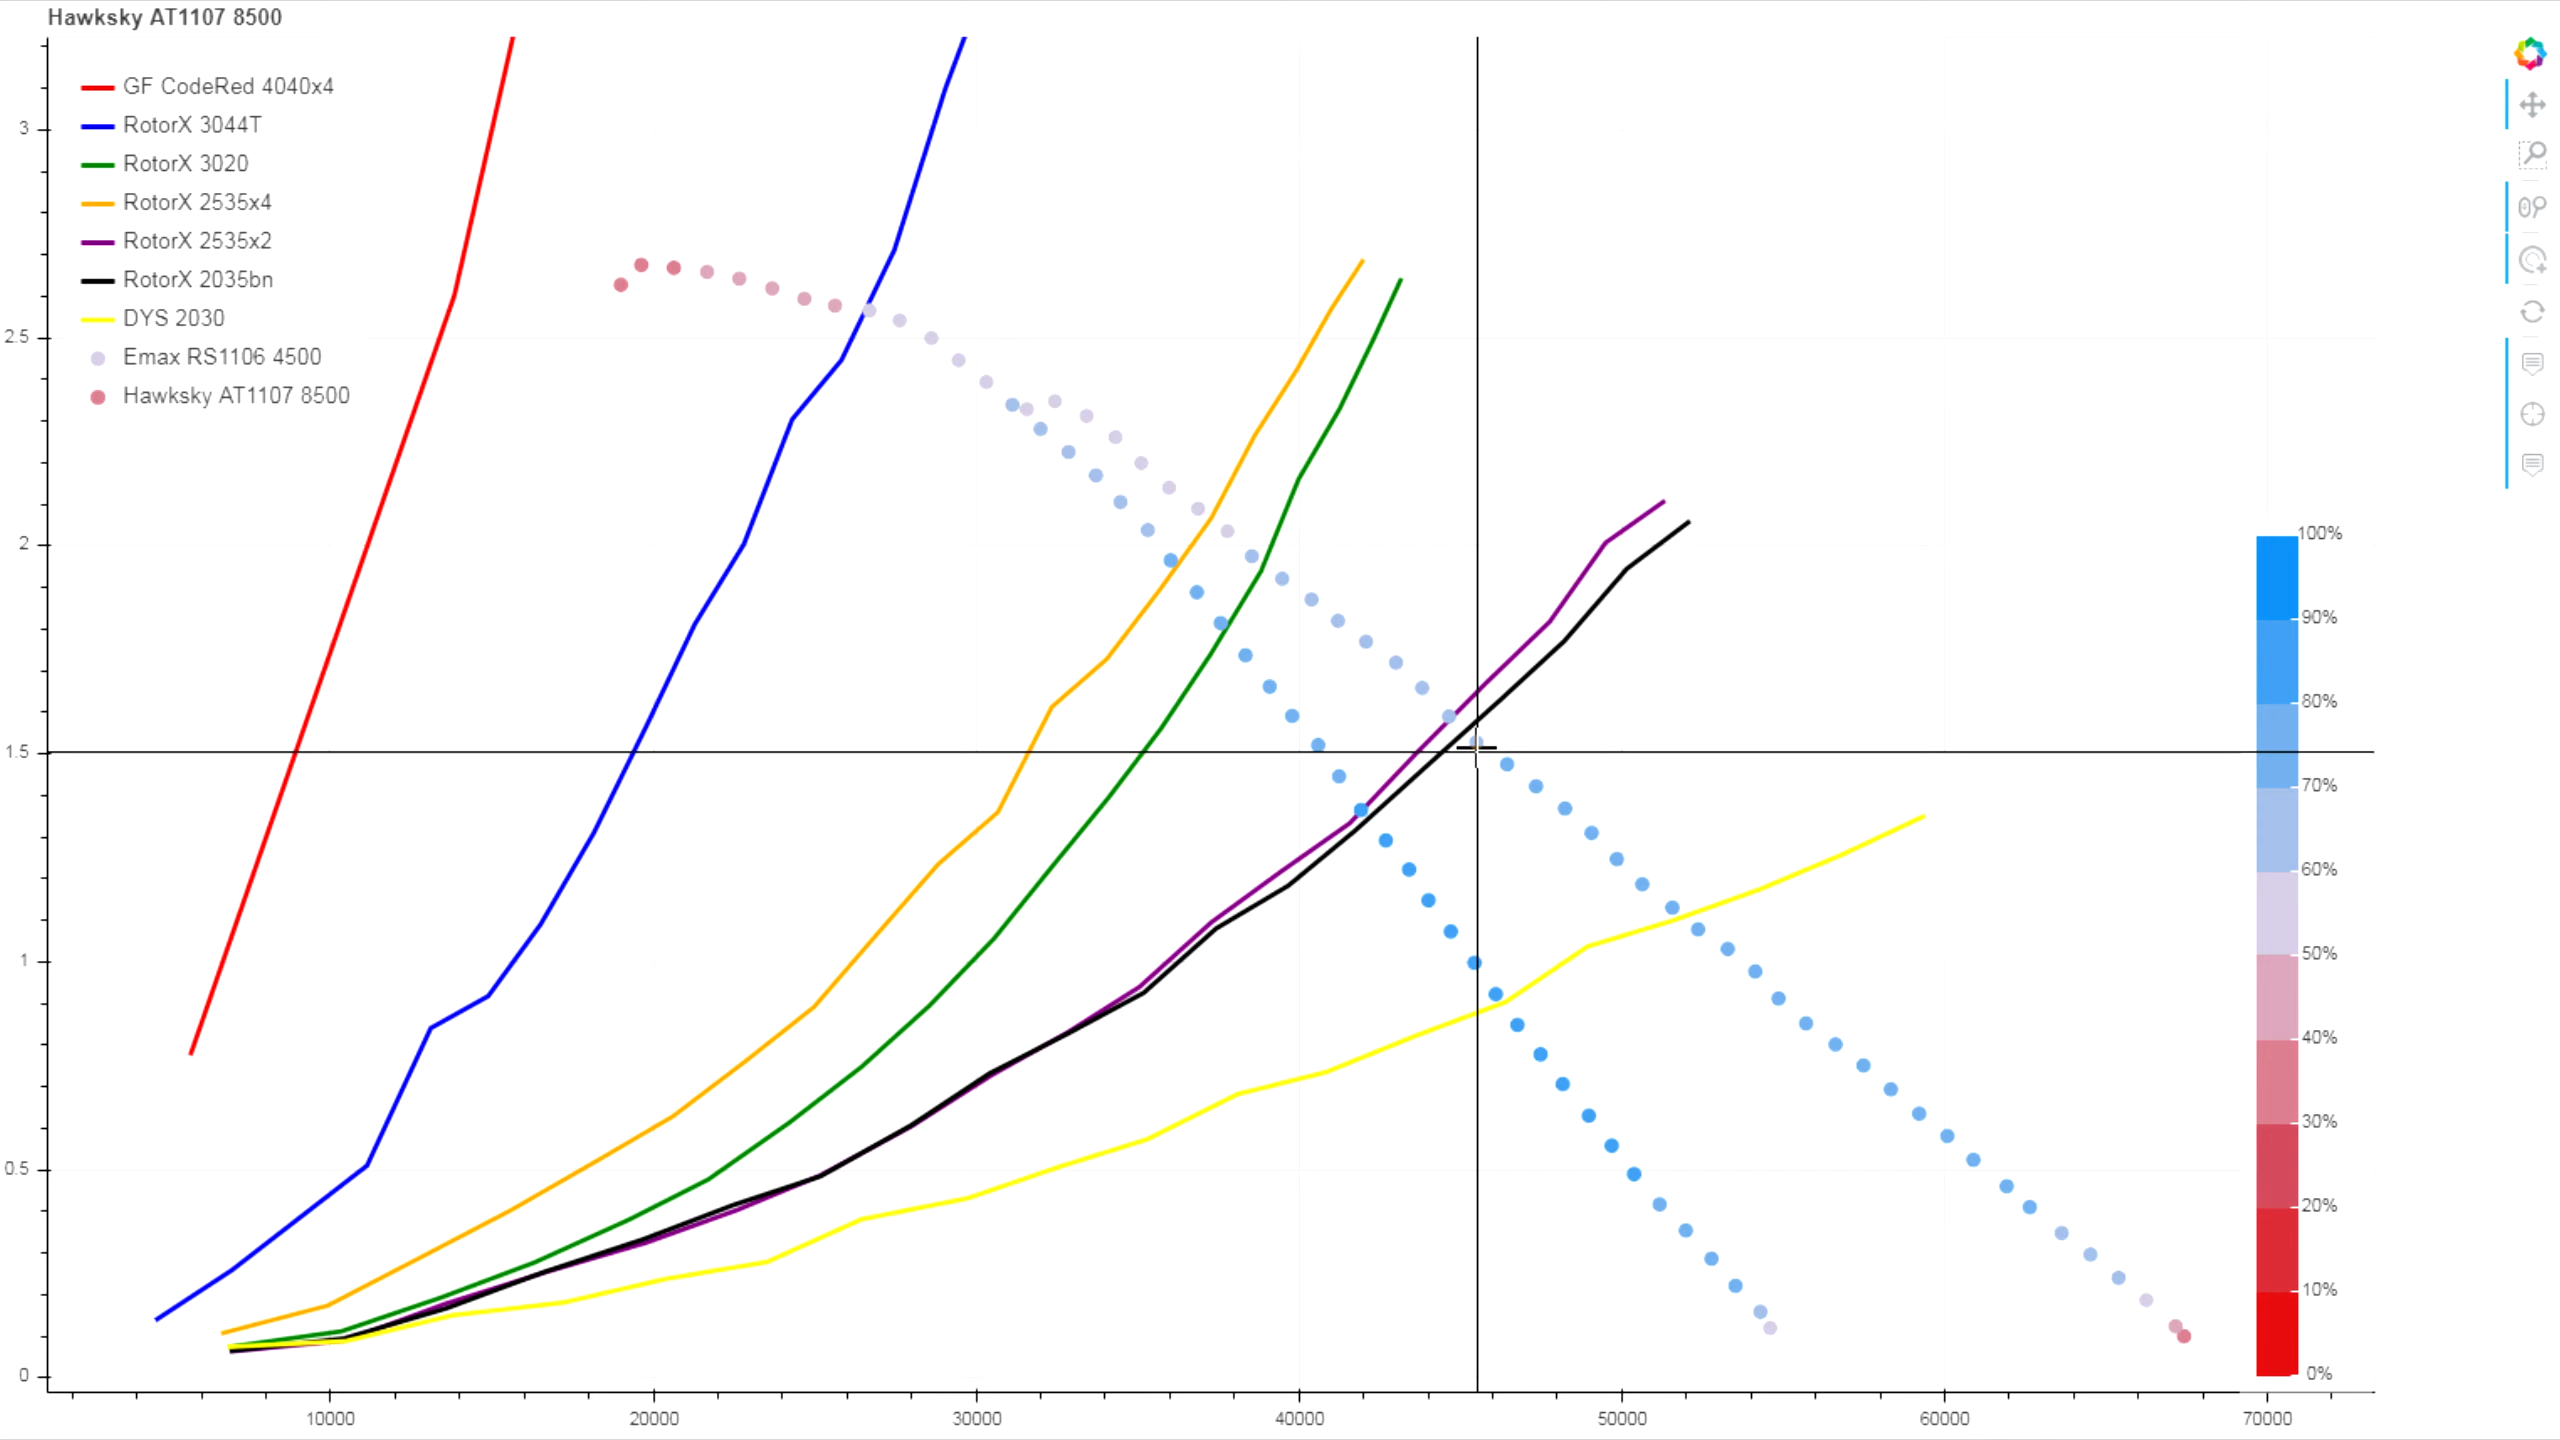 Hawksky AT1107 8500
GF CodeRed 4040x4
RotorX 3044T
RotorX 3020
RotorX 2535x4
RotorX 2535x2
RotorX 2035bn
DYS 2030
Emax RS1106 4500
Hawksky AT1107 8500
3
2.5
2
1.5
1
0.5
0
10000
20000
30000
40000
50000
60000
70000
100%
90%
80%
70%
60%
50%
40%
30%
20%
10%
0%